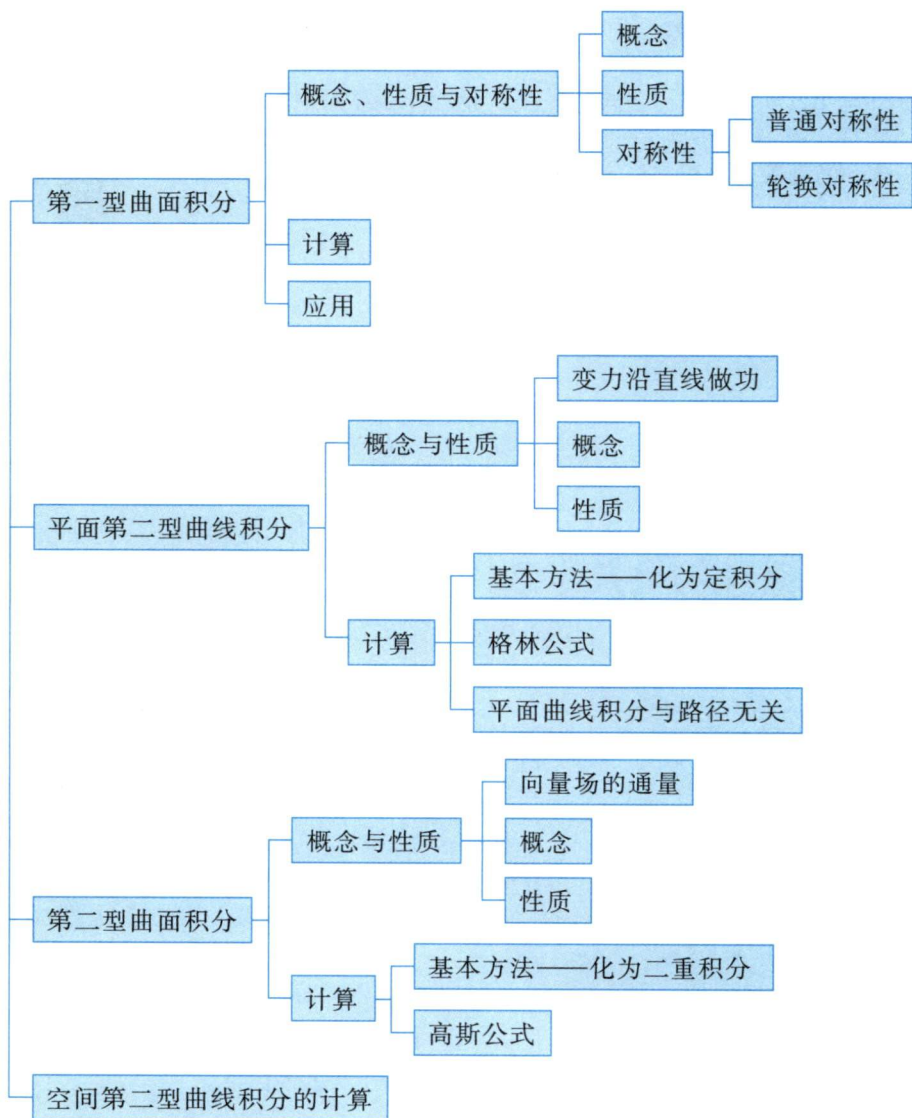 第一型曲面积分
概念、性质与对称性
概念
性质
对称性
普通对称性
轮换对称性
计算
应用
平面第二型曲线积分
概念与性质
变力沿直线做功
概念
性质
计算
基本方法——化为定积分
格林公式
平面曲线积分与路径无关
第二型曲面积分
概念与性质
向量场的通量
概念
性质
计算
基本方法——化为二重积分
高斯公式
空间第二型曲线积分的计算